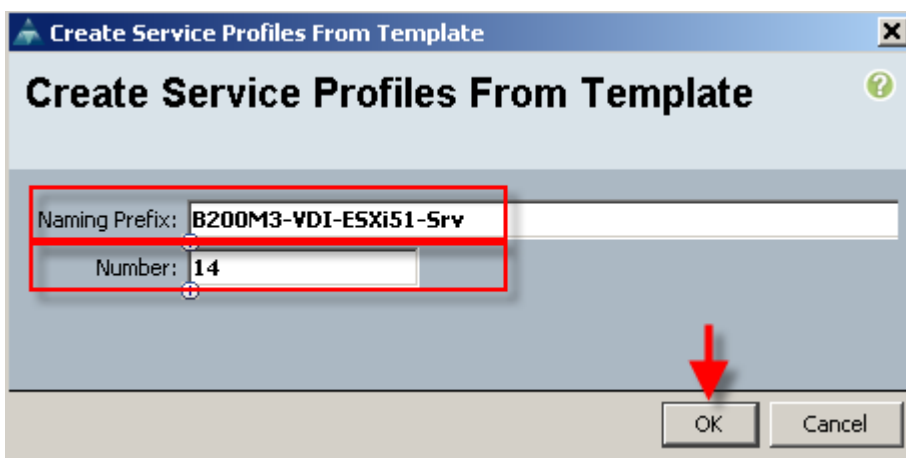 Create Service Profiles From Template
Create Service Profiles From Template
Naming Prefix: B200M3-VDI-ESXi51-Srv
Number: 14
OK Cancel